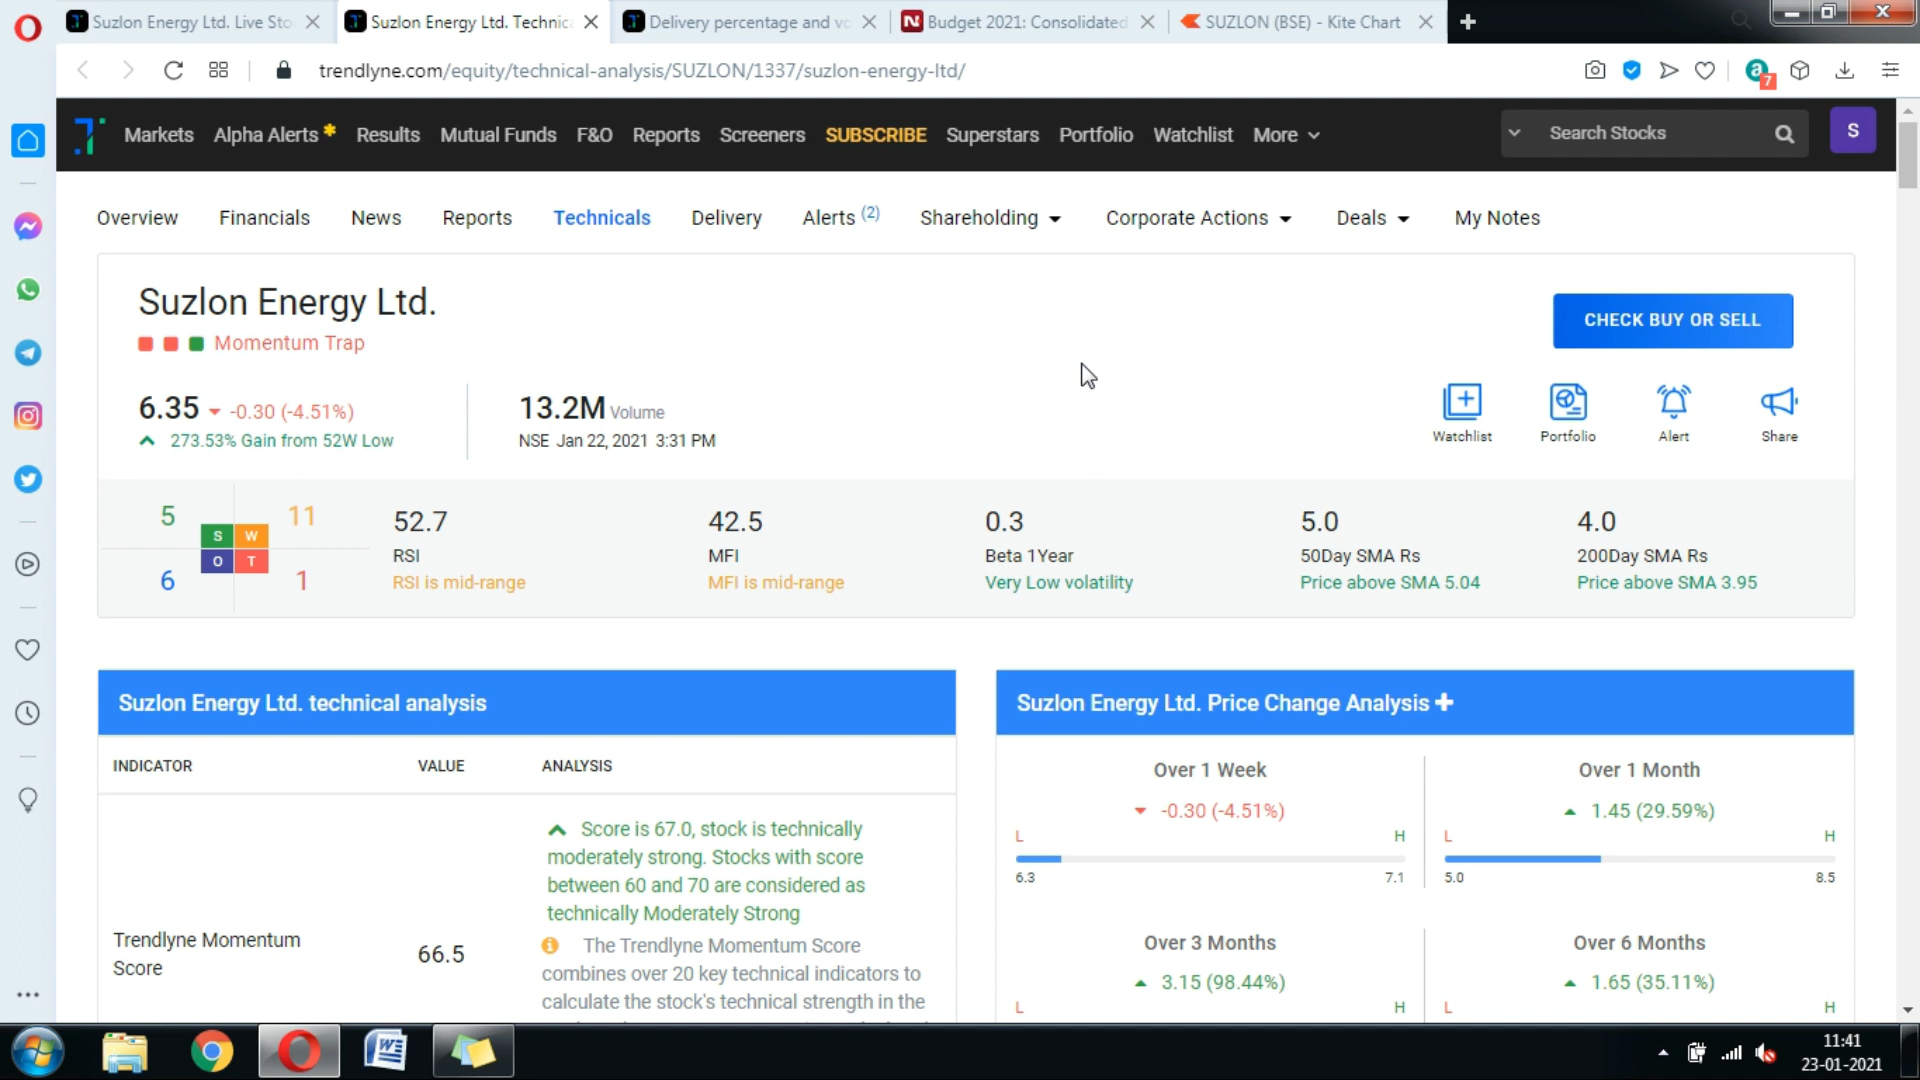 Suzlon Energy Ltd. Live Sto
Suzlon Energy Ltd. Technic
Delivery percentage and vo
Budget 2021: Consolidated
SUZLON (BSE) - Kite Chart
trendlyne.com/equity/technical-analysis/SUZLON/1337/suzlon-energy-ltd/
7
Markets Alpha Alerts Results Mutual Funds F&O Reports Screeners SUBSCRIBE Superstars Portfolio Watchlist More
Search Stocks
S
Overview Financials News Reports Technicals Delivery Alerts (2) Shareholding Corporate Actions Deals My Notes
Suzlon Energy Ltd.
Momentum Trap
CHECK BUY OR SELL
6.35 -0.30 (-4.51%)
273.53% Gain from 52W Low
13.2M Volume
NSE Jan 22, 2021 3:31 PM
Watchlist Portfolio Alert Share
5 11
S W
O T
6 1
52.7
RSI
RSI is mid-range
42.5
MFI
MFI is mid-range
0.3
Beta 1Year
Very Low volatility
5.0
50Day SMA Rs
Price above SMA 5.04
4.0
200Day SMA Rs
Price above SMA 3.95
Suzlon Energy Ltd. technical analysis
INDICATOR VALUE ANALYSIS
Trendlyne Momentum
Score
66.5
Score is 67.0, stock is technically
moderately strong. Stocks with score
between 60 and 70 are considered as
technically Moderately Strong
The Trendlyne Momentum Score
combines over 20 key technical indicators to
calculate the stock's technical strength in the
Suzlon Energy Ltd. Price Change Analysis
Over 1 Week
-0.30 (-4.51%)
L H
6.3 7.1
Over 1 Month
1.45 (29.59%)
L H
5.0 8.5
Over 3 Months
3.15 (98.44%)
L H
Over 6 Months
1.65 (35.11%)
L H
11:41
23-01-2021